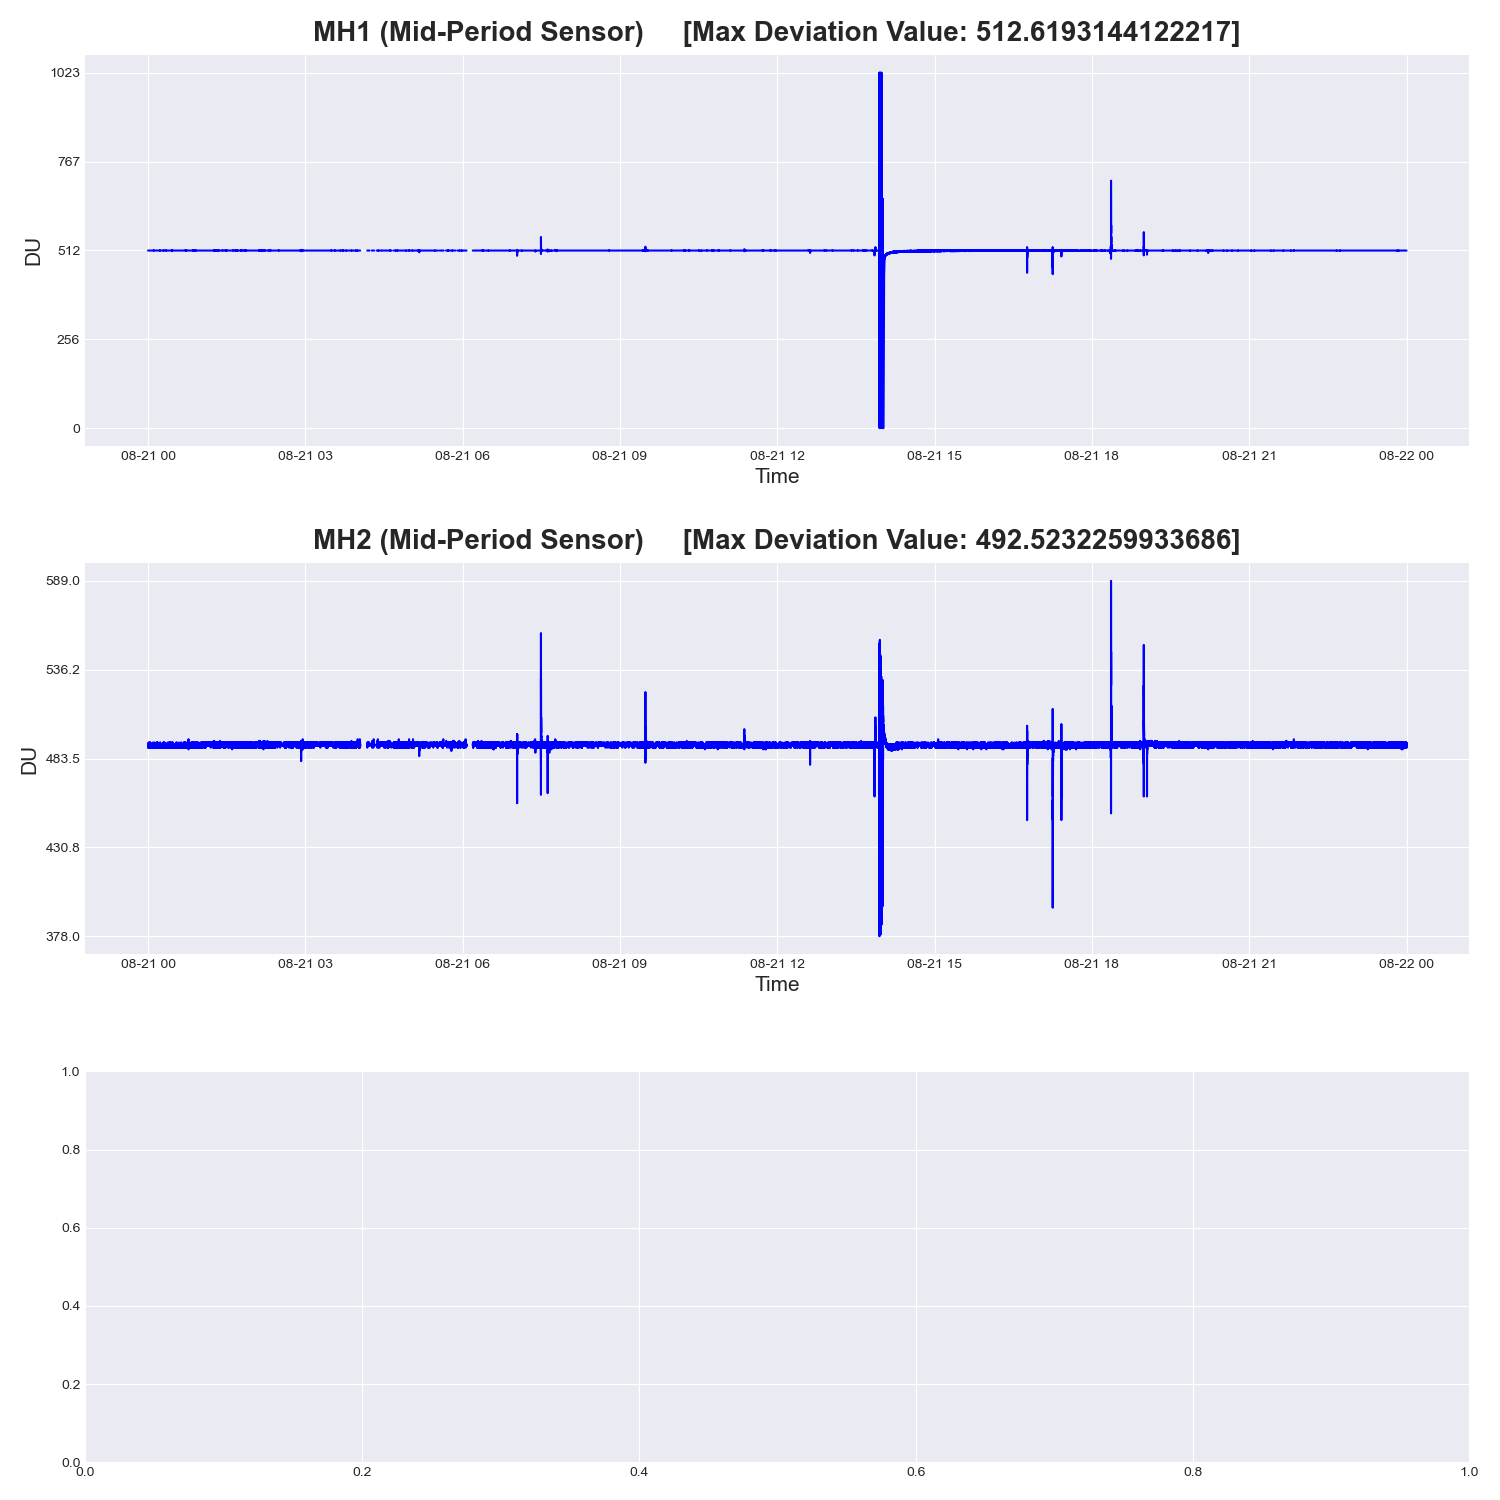 MH1 (Mid-Period Sensor) [Max Deviation Value: 512.6193144122217]
1023
767
512
256
0
DU
08-21 00 08-21 03 08-21 06 08-21 09 08-21 12 08-21 15 08-21 18 08-21 21 08-22 00
Time
MH2 (Mid-Period Sensor) [Max Deviation Value: 492.5232259933686]
589.0
536.2
483.5
430.8
378.0
DU
08-21 00 08-21 03 08-21 06 08-21 09 08-21 12 08-21 15 08-21 18 08-21 21 08-22 00
Time
1.0
0.8
0.6
0.4
0.2
0.0
0.0 0.2 0.4 0.6 0.8 1.0